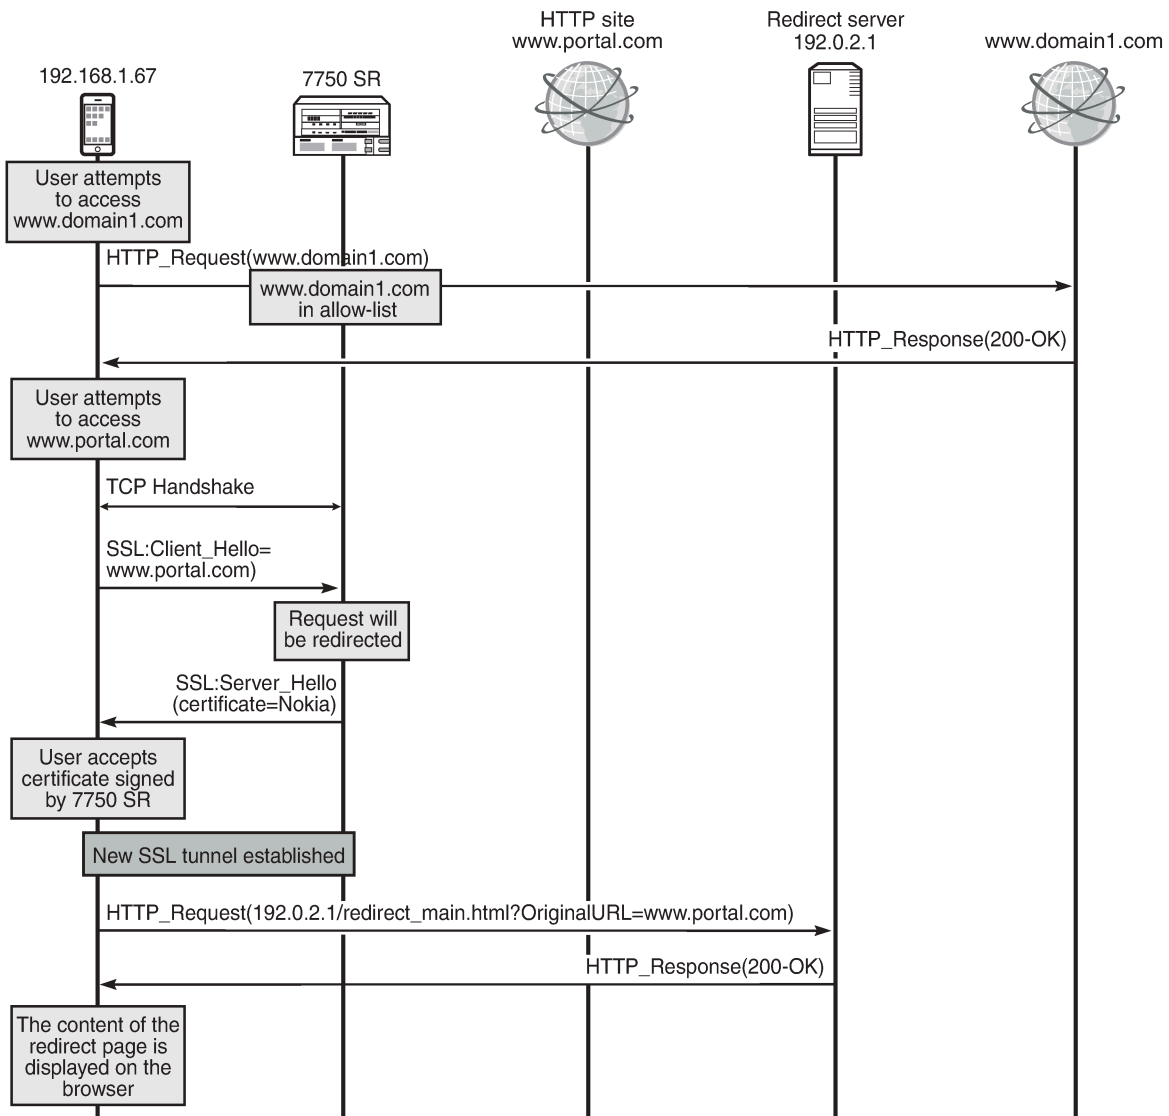 HTTP site
www.portal.com
Redirect server
192.0.2.1
www.domain1.com
192.168.1.67
7750 SR
User attempts
to access
www.domain1.com
HTTP_Request(www.domain1.com)
www.domain1.com
in allow-list
HTTP_Response(200-OK)
User attempts
to access
www.portal.com
TCP Handshake
SSL:Client_Hello=
www.portal.com)
Request will
be redirected
SSL:Server_Hello
(certificate=Nokia)
User accepts
certificate signed
by 7750 SR
New SSL tunnel established
HTTP_Request(192.0.2.1/redirect_main.html?OriginalURL=www.portal.com)
HTTP_Response(200-OK)
The content of the
redirect page is
displayed on the
browser